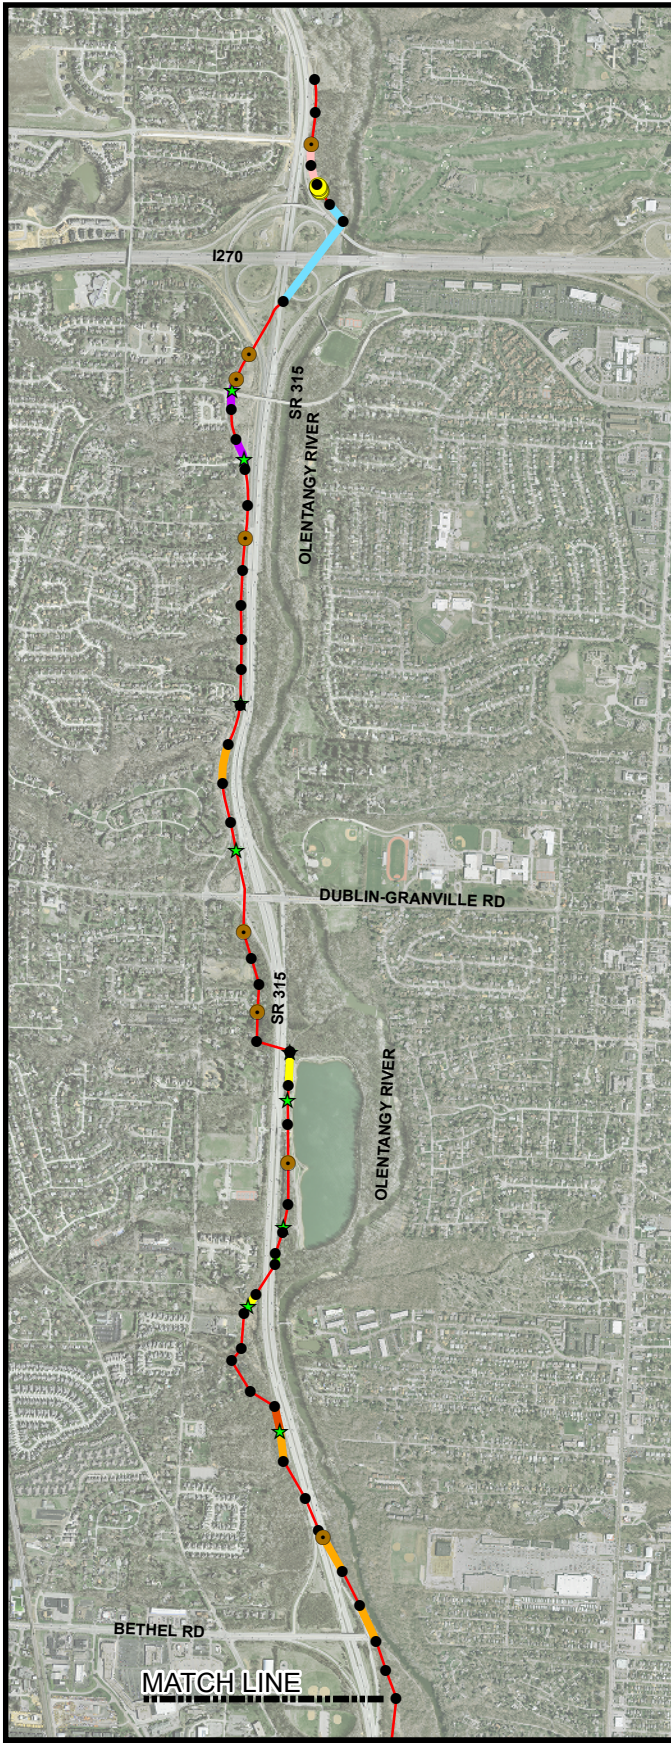 I270
SR 315
OLENTANGY RIVER
DUBLIN-GRANVILLE RD
SR 315
OLENTANGY RIVER
BETHEL RD
MATCH LINE